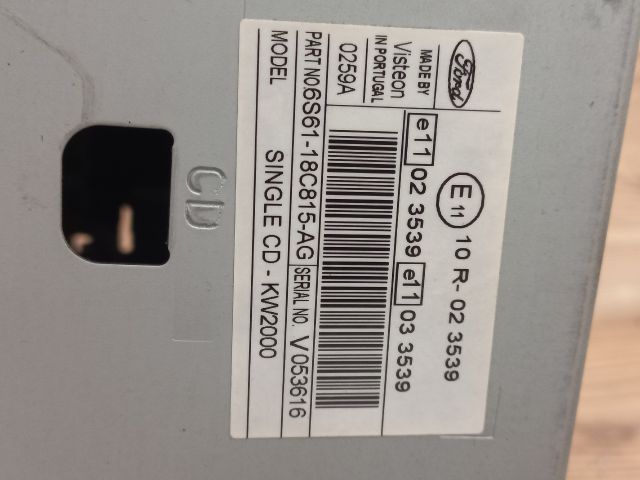 Ford
E 11 10 R- 02 3539
MADE BY
Visteon
IN PORTUGAL
e11 02 3539 e11 03 3539
0259A
PART NO. 6S61-18C815-AG SERIAL NO. V053616
MODEL SINGLE CD - KW2000
CD